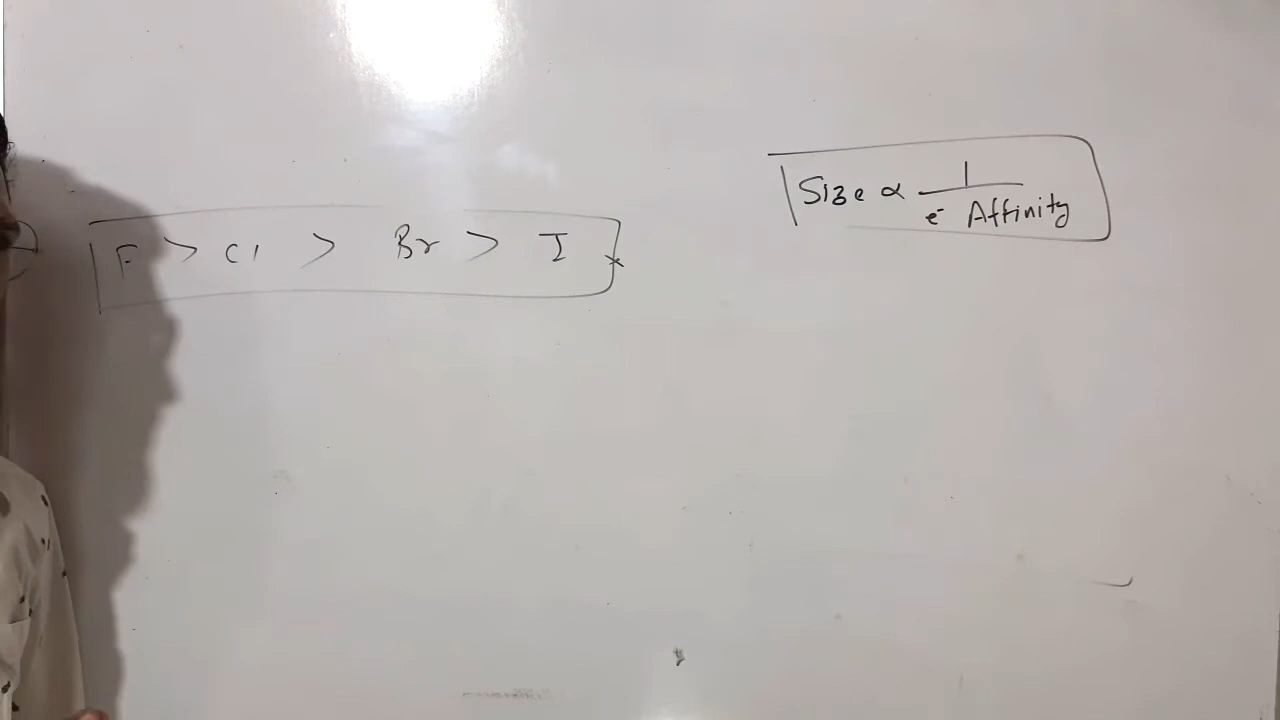 Size ∝ 1 / e⁻ Affinity
F > Cl > Br > I